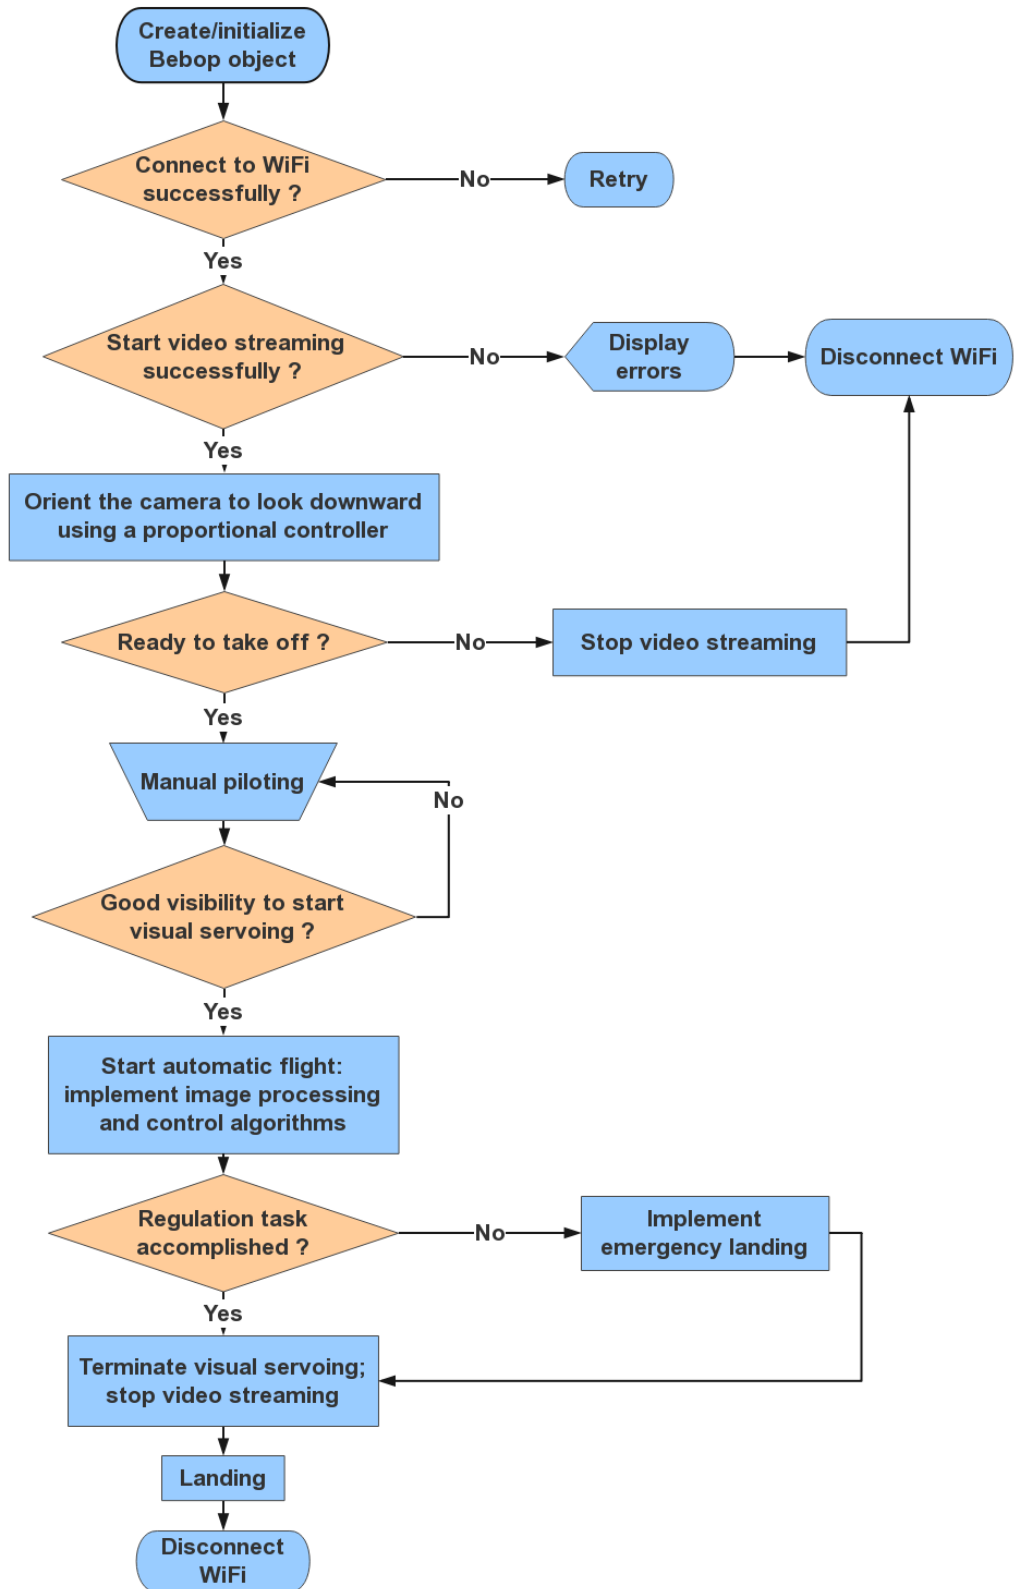 Create/initialize
Bebop object
Connect to WiFi
successfully ?
No
Retry
Yes
Start video streaming
successfully ?
No
Display
errors
Disconnect WiFi
Yes
Orient the camera to look downward
using a proportional controller
Ready to take off ?
No
Stop video streaming
Yes
Manual piloting
No
Good visibility to start
visual servoing ?
Yes
Start automatic flight:
implement image processing
and control algorithms
Regulation task
accomplished ?
No
Implement
emergency landing
Yes
Terminate visual servoing;
stop video streaming
Landing
Disconnect
WiFi